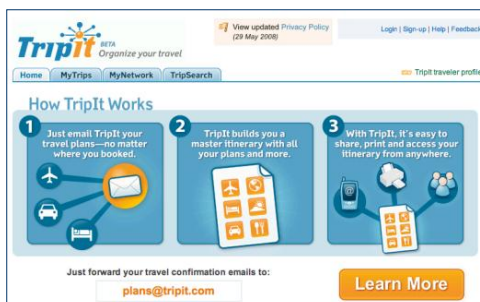 TripIt BETA
Organize your travel
View updated Privacy Policy
(29 May 2008)
Login | Sign-up | Help | Feedback
Home MyTrips MyNetwork TripSearch
TripIt traveler profile
How TripIt Works
1
Just email TripIt your
travel plans—no matter
where you booked.
2
TripIt builds you a
master itinerary with all
your plans and more.
3
With TripIt, it's easy to
share, print and access your
itinerary from anywhere.
Just forward your travel confirmation emails to:
plans@tripit.com
Learn More